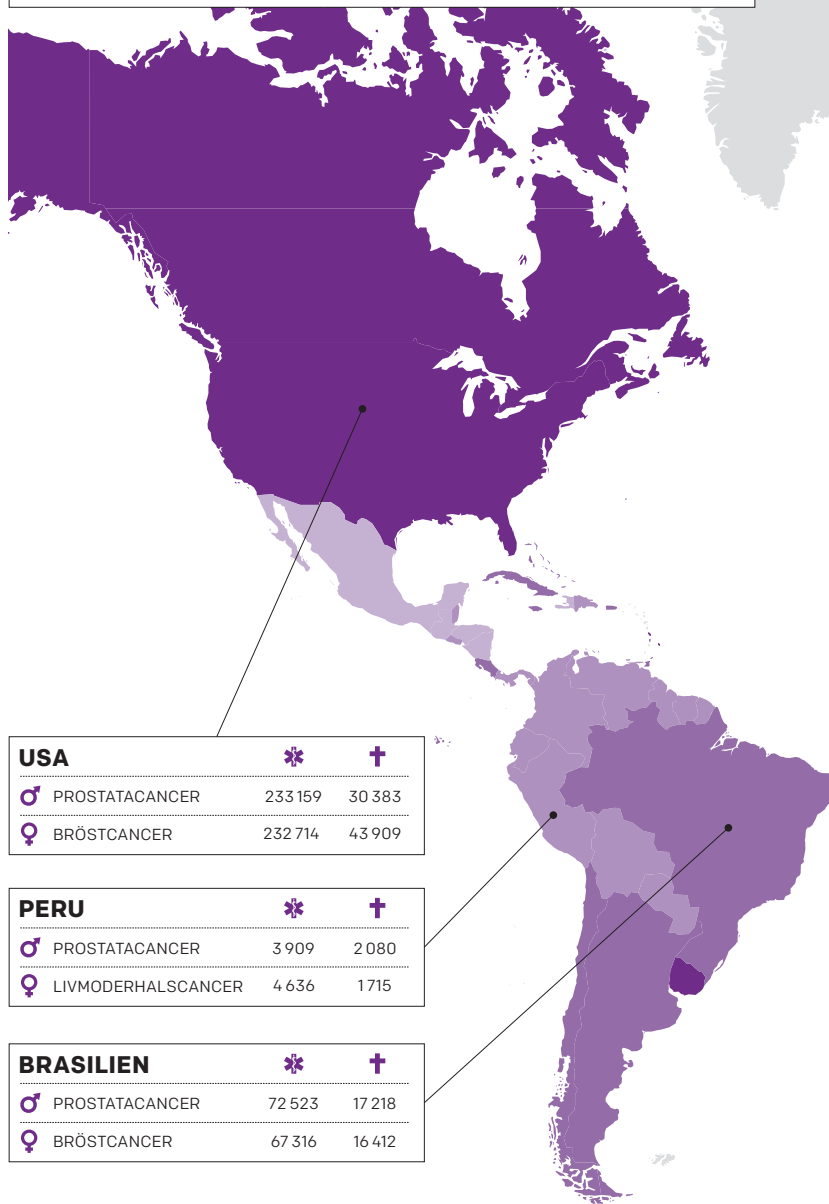 USA
PROSTATACANCER 233 159 30 383
BRÖSTCANCER 232 714 43 909
PERU
PROSTATACANCER 3 909 2 080
LIVMODERHALSCANCER 4 636 1 715
BRASILIEN
PROSTATACANCER 72 523 17 218
BRÖSTCANCER 67 316 16 412